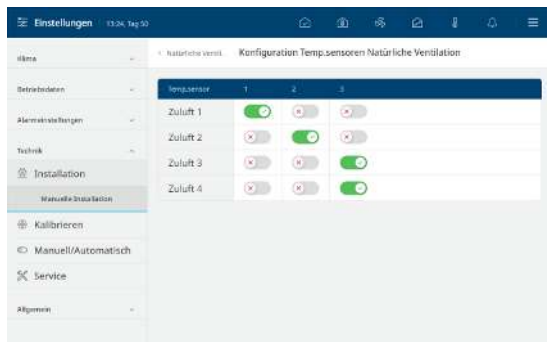 Einstellungen 13:24, Tag 50
Klima
Betriebsdaten
Alarmeinstellungen
Technik
Installation
Manuelle Installation
Kalibrieren
Manuell/Automatisch
Service
Allgemein
Natürliche Ventil.
Konfiguration Temp.sensoren Natürliche Ventilation
Temp.sensor 1 2 3
Zuluft 1
Zuluft 2
Zuluft 3
Zuluft 4